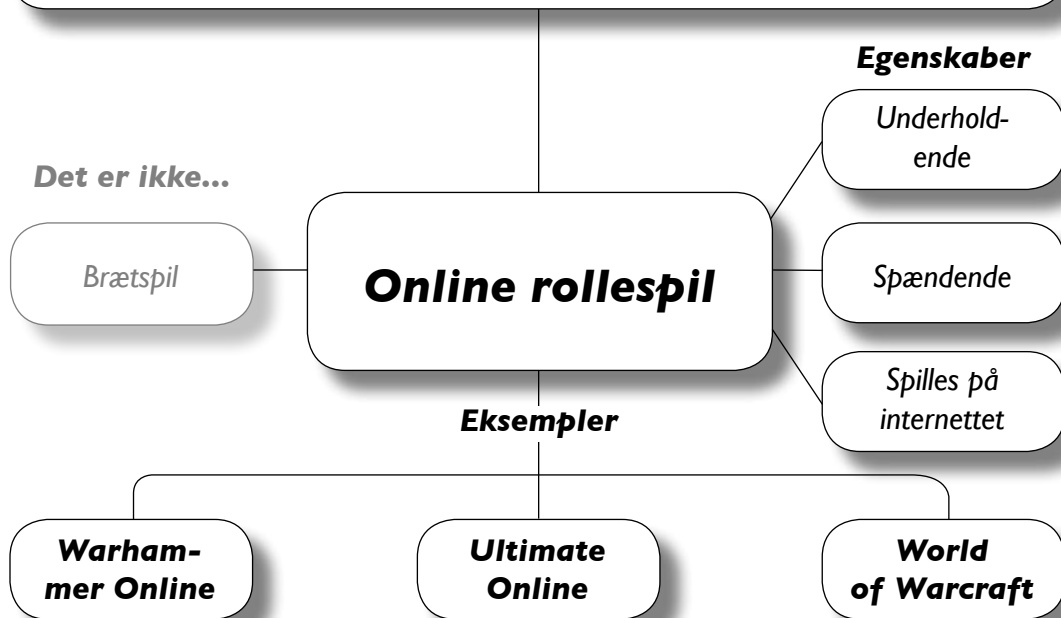 Egenskaber
Underhold-
ende
Det er ikke...
Brætspil
Online rollespil
Spændende
Spilles på
internettet
Eksempler
Warham-
mer Online
Ultimate
Online
World
of Warcraft